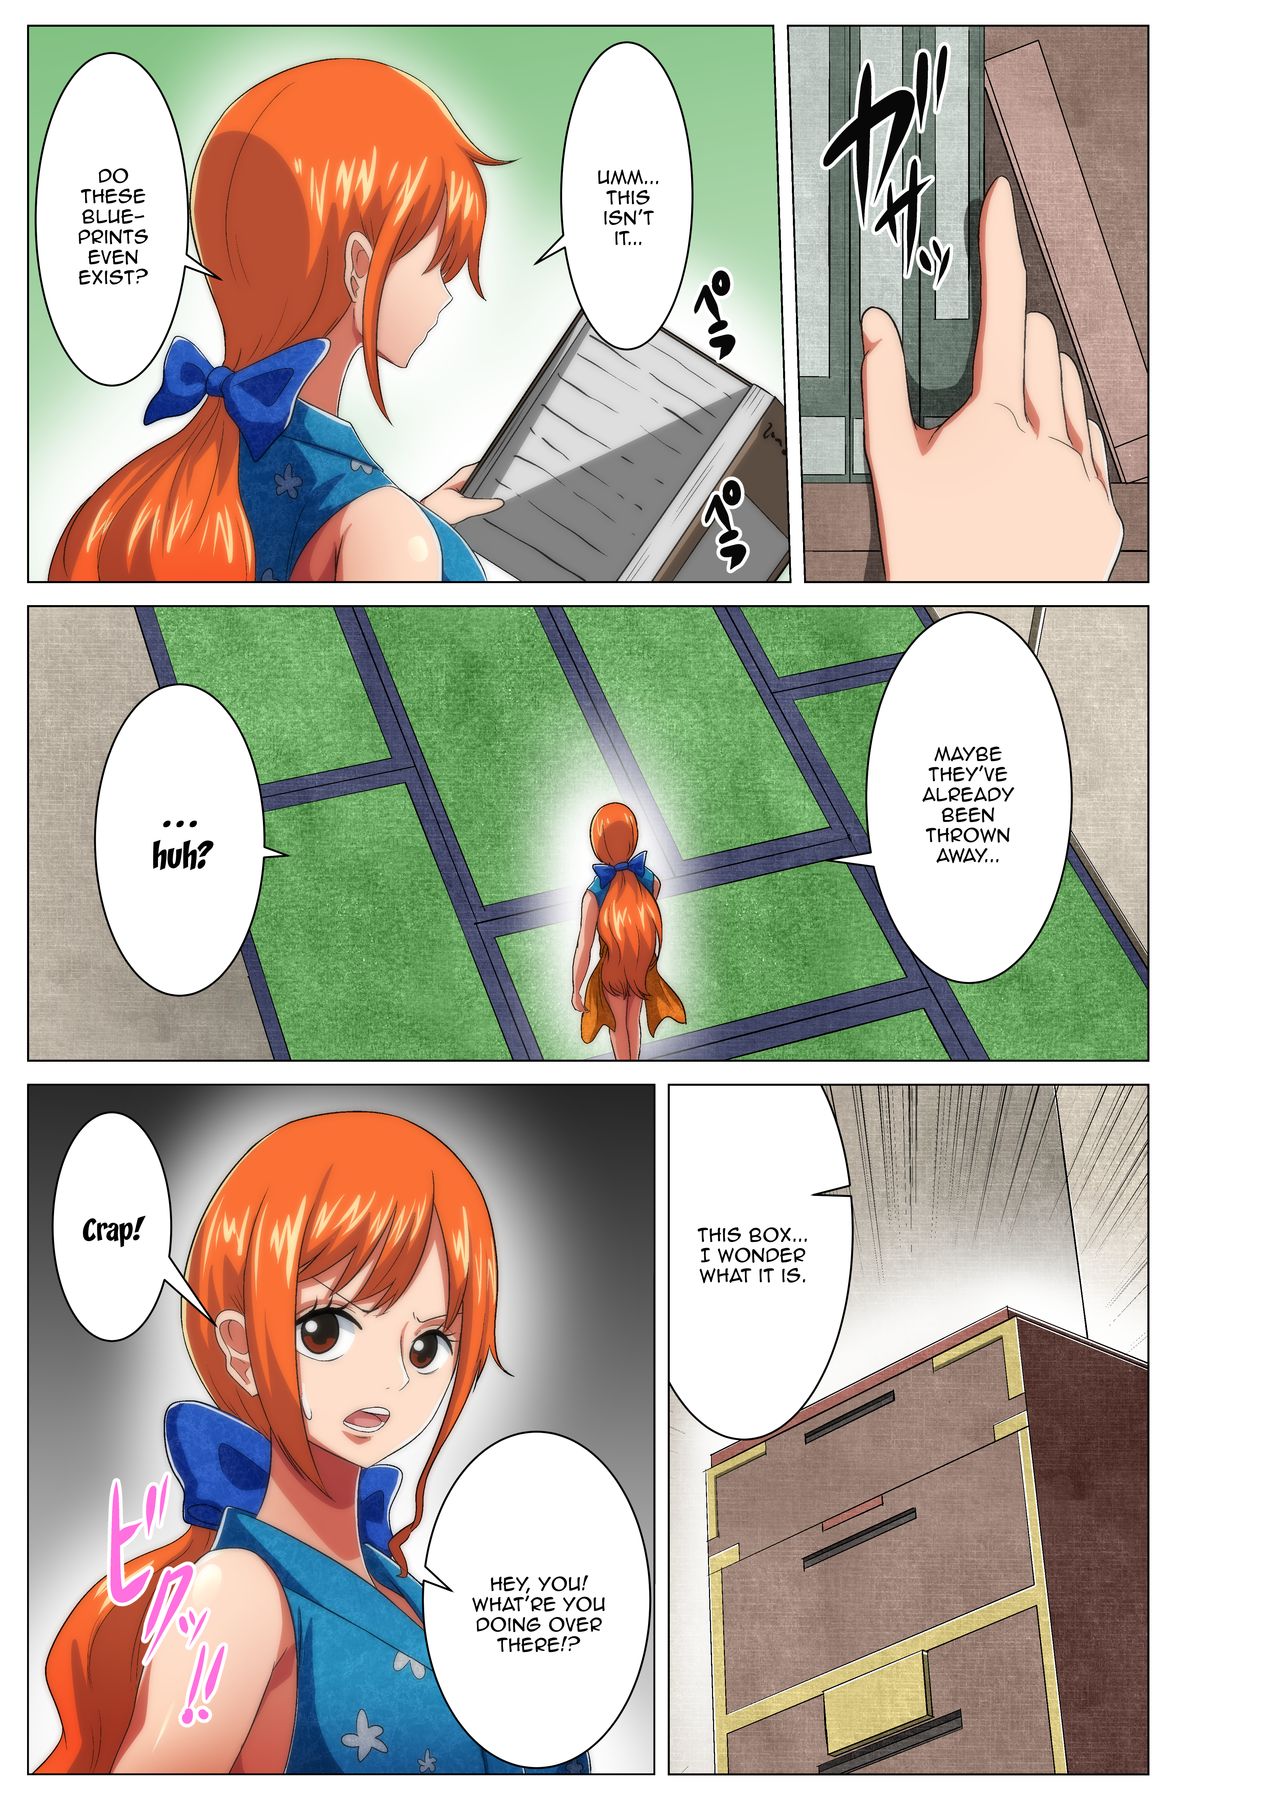 ガサッ
UMM...
THIS
ISN'T
IT...
ペラ
ペラ
DO
THESE
BLUE-
PRINTS
EVEN
EXIST?
MAYBE
THEY'VE
ALREADY
BEEN
THROWN
AWAY...
...
huh?
THIS BOX...
I WONDER
WHAT IT IS.
Crap!
HEY, YOU!
WHAT'RE YOU
DOING OVER
THERE!?
ビクッ!!